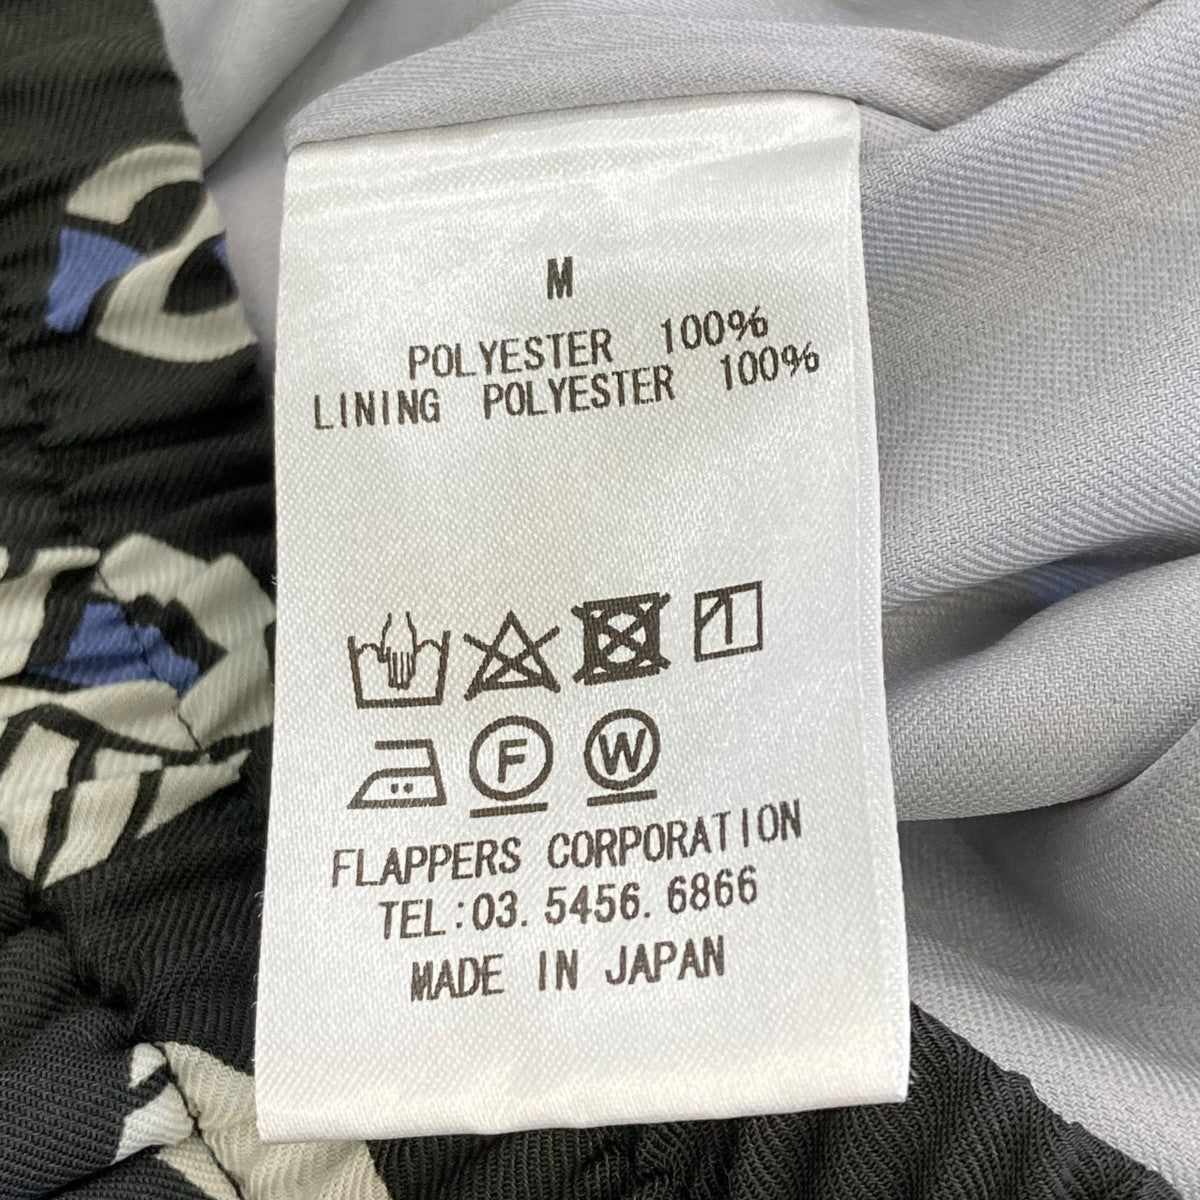 M
POLYESTER 100%
LINING POLYESTER 100%
F W
FLAPPERS CORPORATION
TEL:03.5456.6866
MADE IN JAPAN